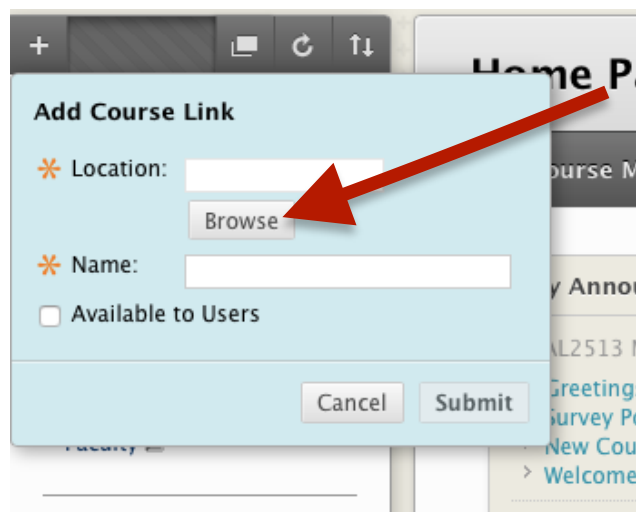 Home Pa
Add Course Link
Location:
Browse
Name:
Available to Users
Cancel
Submit
ourse M
y Annou
AL2513 M
Greeting
Survey Po
New Cou
> Welcome
Faculty